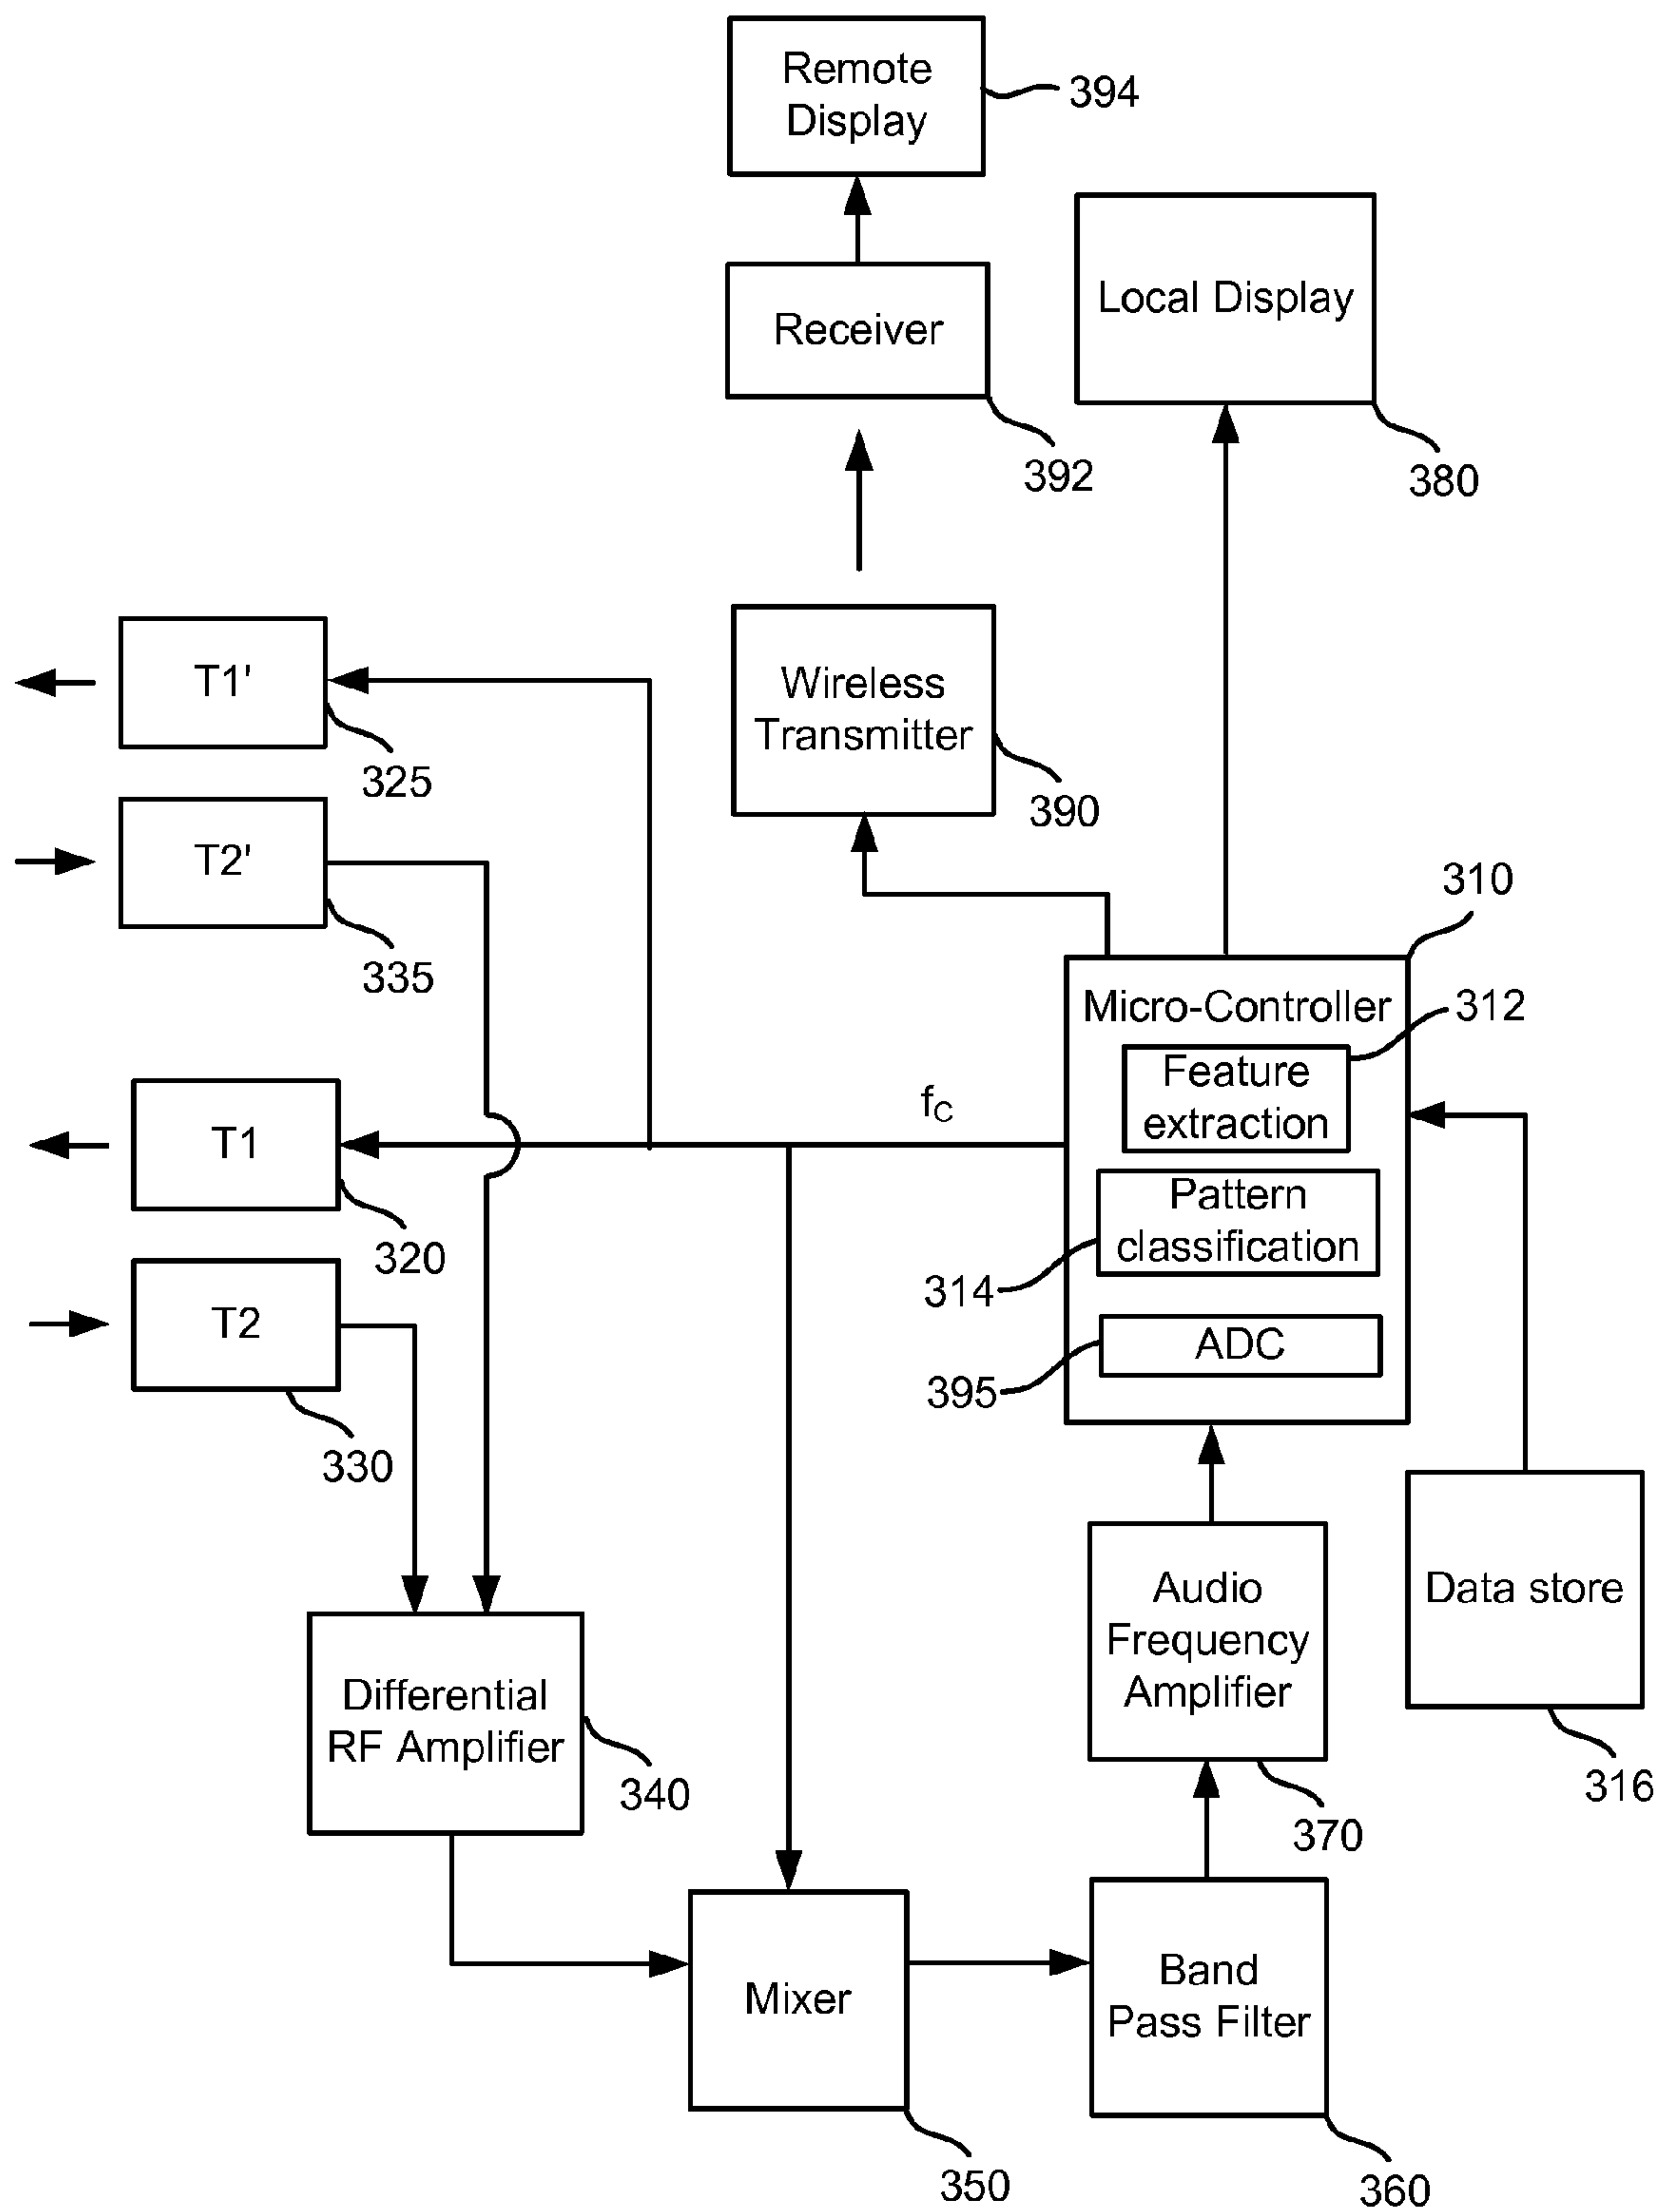 Remote
Display
394
Local Display
Receiver
392
380
T1'
Wireless
Transmitter
325
390
T2'
335
310
Micro-Controller
312
Feature
extraction
fC
T1
Pattern
classification
320
314
T2
ADC
395
330
Audio
Frequency
Amplifier
Data store
Differential
RF Amplifier
340
316
370
Mixer
Band
Pass Filter
350
360